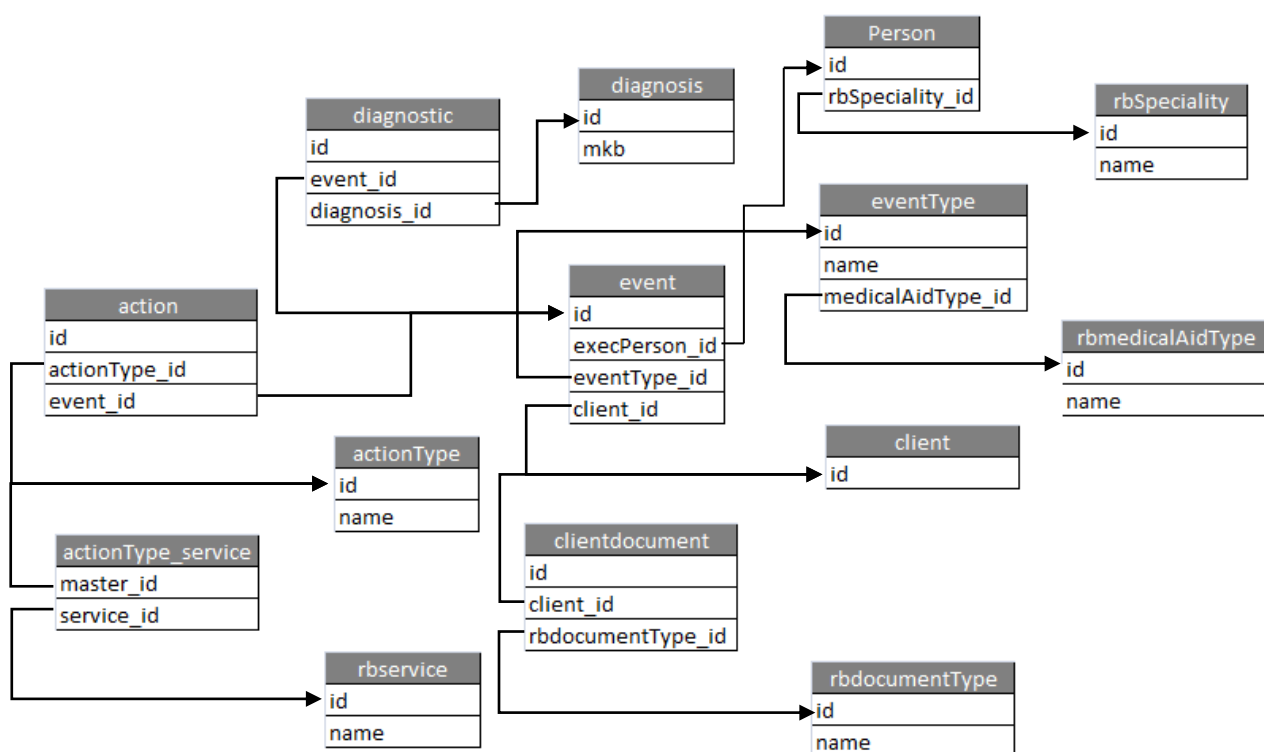 Person
id
rbSpeciality_id
diagnosis
id
mkb
rbSpeciality
id
name
diagnostic
id
event_id
diagnosis_id
eventType
id
name
medicalAidType_id
event
id
execPerson_id
eventType_id
client_id
action
id
actionType_id
event_id
rbmedicalAidType
id
name
client
id
actionType
id
name
clientdocument
id
client_id
rbdocumentType_id
actionType_service
master_id
service_id
rbservice
id
name
rbdocumentType
id
name